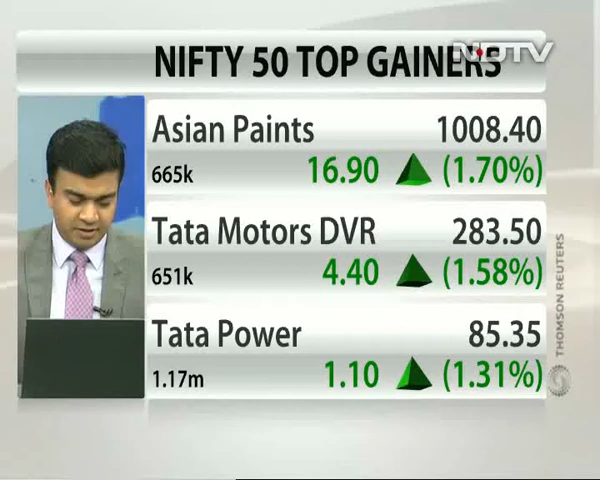 NDTV
NIFTY 50 TOP GAINERS
Asian Paints 1008.40
665k 16.90 (1.70%)
Tata Motors DVR 283.50
651k 4.40 (1.58%)
Tata Power 85.35
1.17m 1.10 (1.31%)
THOMSON REUTERS